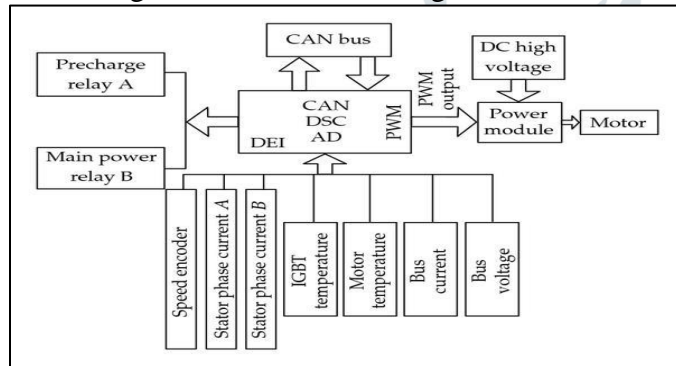 CAN bus
DC high
voltage
Precharge
relay A
PWM
output
CAN
DSC
AD
DEI
PWM
Power
module
Motor
Main power
relay B
Speed encoder
Stator phase current A
Stator phase current B
IGBT
temperature
Motor
temperature
Bus
current
Bus
voltage